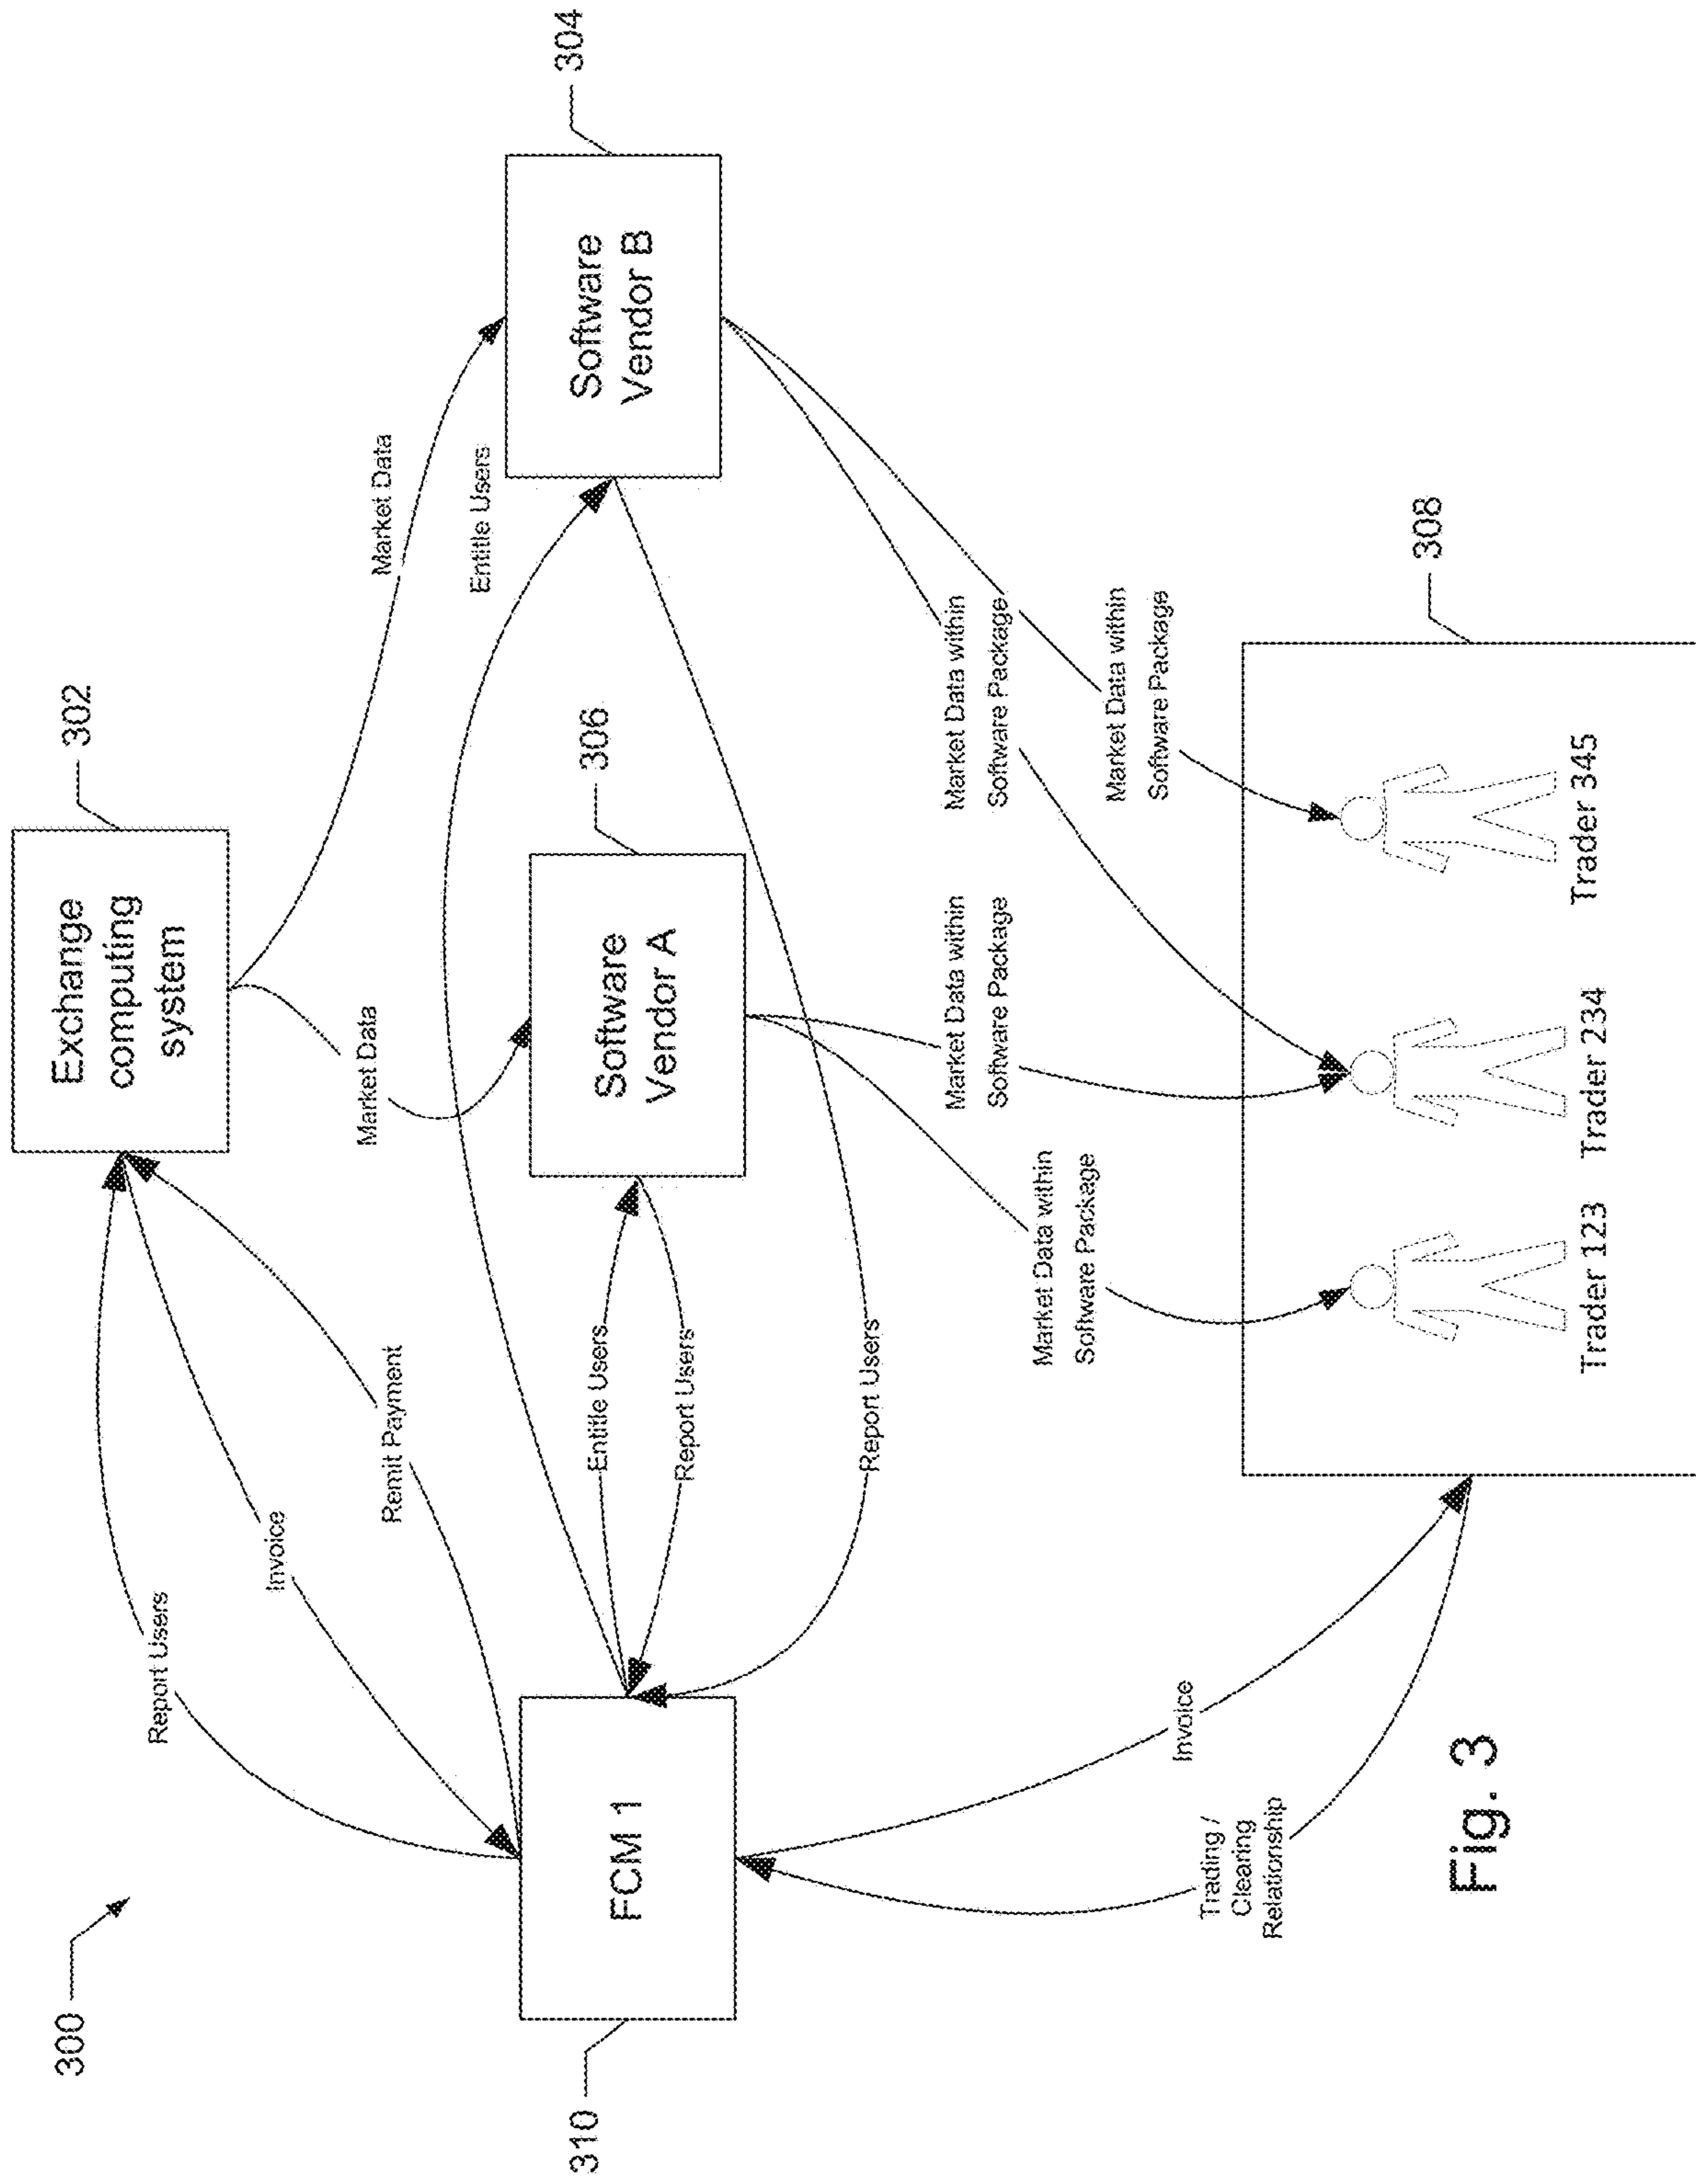 300
302
Exchange
computing
system
Report Users
Invoice
Remit Payment
Market Data
Market Data
Entitle Users
304
Software
Vendor B
306
Software
Vendor A
310
FCM 1
Entitle Users
Report Users
Report Users
Market Data within
Software Package
Market Data within
Software Package
Market Data within
Software Package
Market Data within
Software Package
Invoice
Trading /
Clearing
Relationship
308
Trader 123
Trader 234
Trader 345
Fig. 3